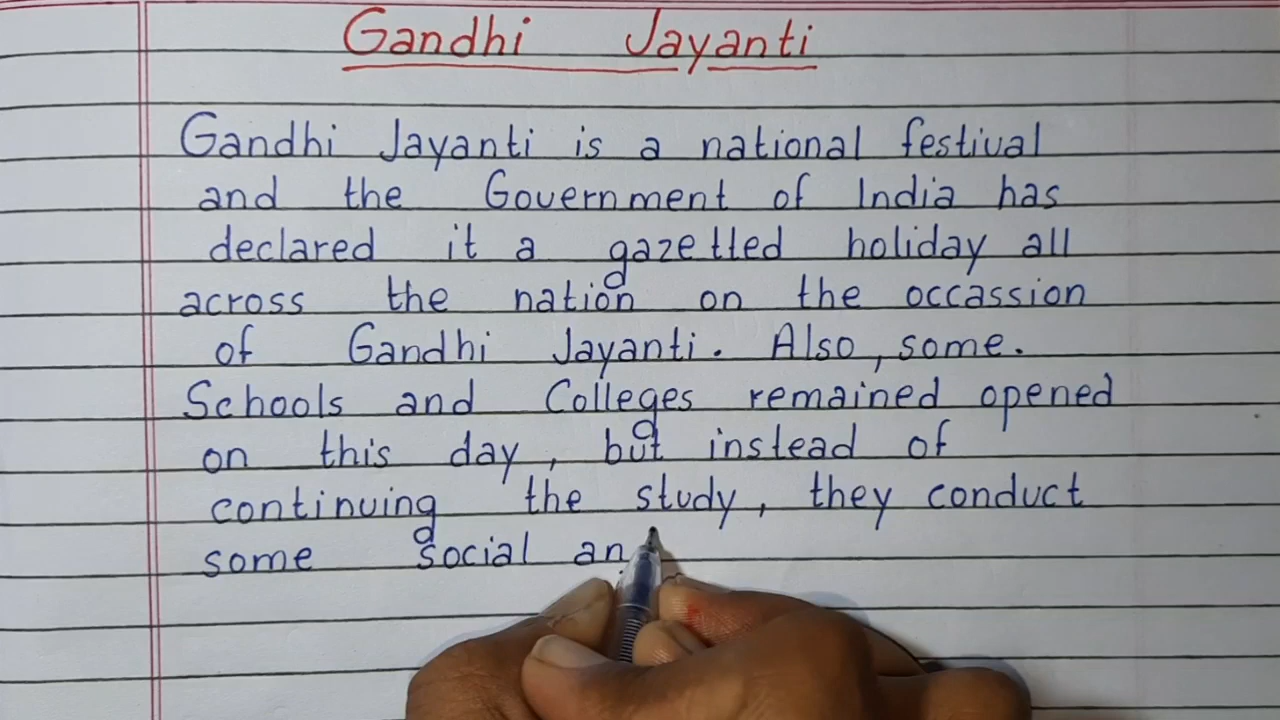 Gandhi Jayanti
Gandhi Jayanti is a national festival
and the Government of India has
declared it a gazetted holiday all
across the nation on the occassion
of Gandhi Jayanti. Also, some.
Schools and Colleges remained opened
on this day, but instead of
continuing the study, they conduct
some social an